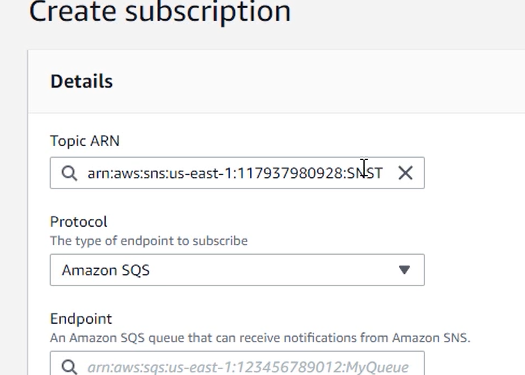 Create subscription
Details
Topic ARN
arn:aws:sns:us-east-1:117937980928:SNST
Protocol
The type of endpoint to subscribe
Amazon SQS
Endpoint
An Amazon SQS queue that can receive notifications from Amazon SNS.
arn:aws:sqs:us-east-1:123456789012:MyQueue